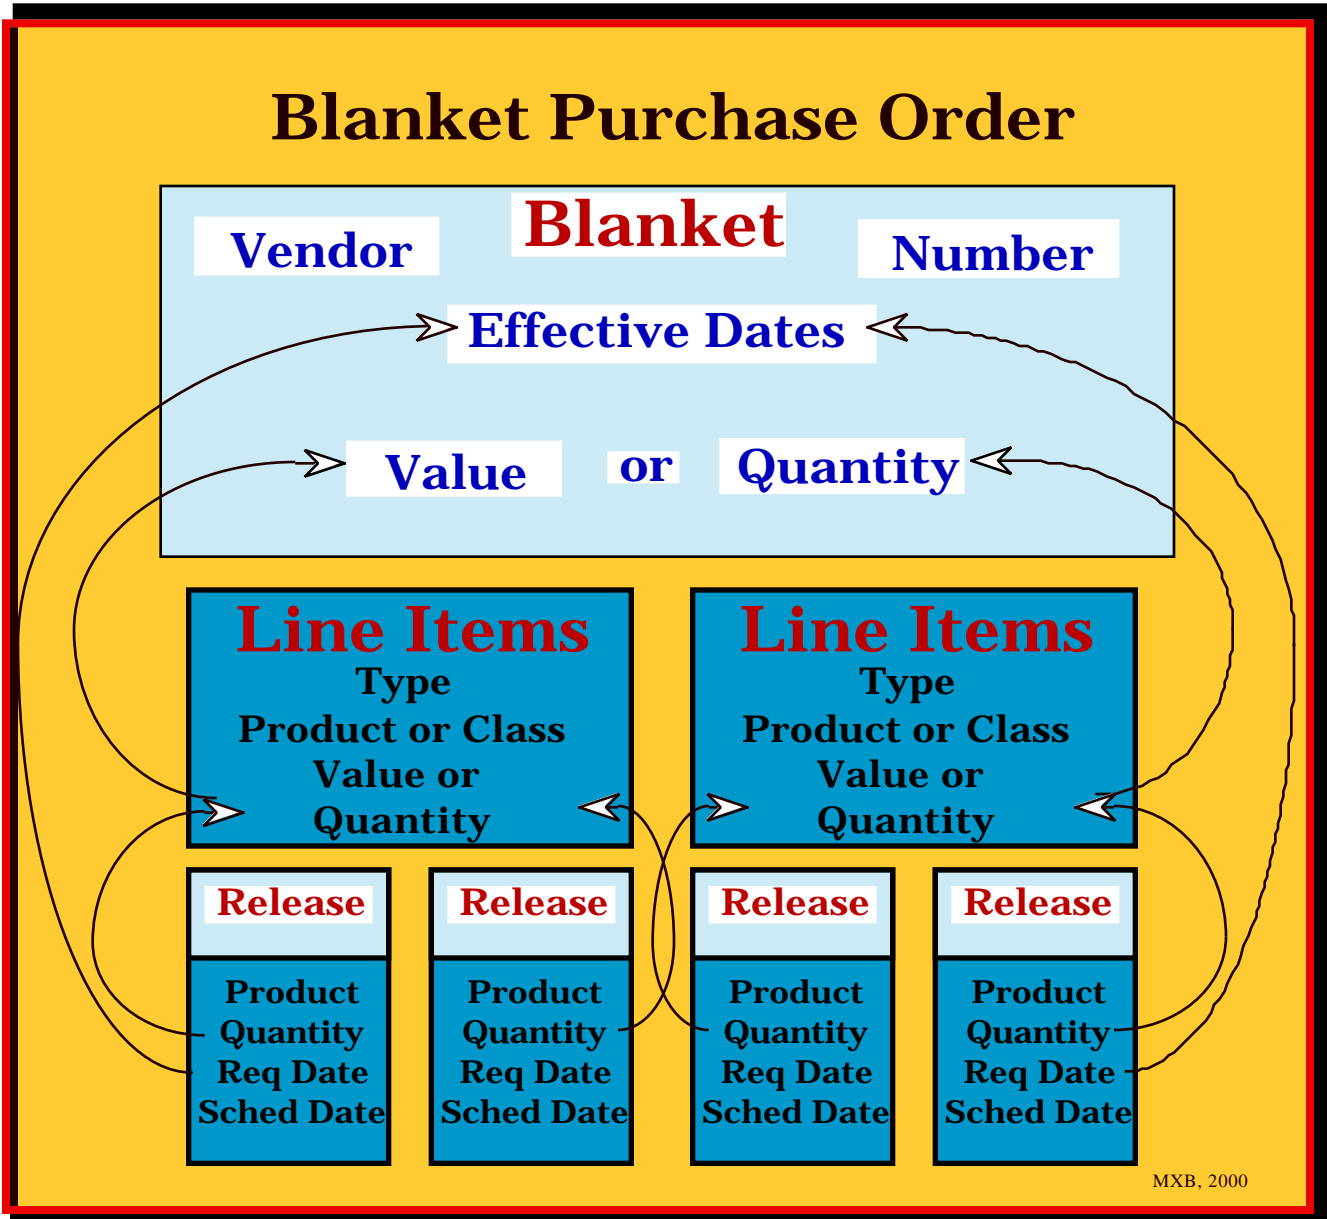 Blanket Purchase Order
Blanket
Vendor
Number
Effective Dates
Value or Quantity
Line Items
Type
Product or Class
Value or
Quantity
Line Items
Type
Product or Class
Value or
Quantity
Release
Product
Quantity
Req Date
Sched Date
Release
Product
Quantity
Req Date
Sched Date
Release
Product
Quantity
Req Date
Sched Date
Release
Product
Quantity
Req Date
Sched Date
MXB, 2000